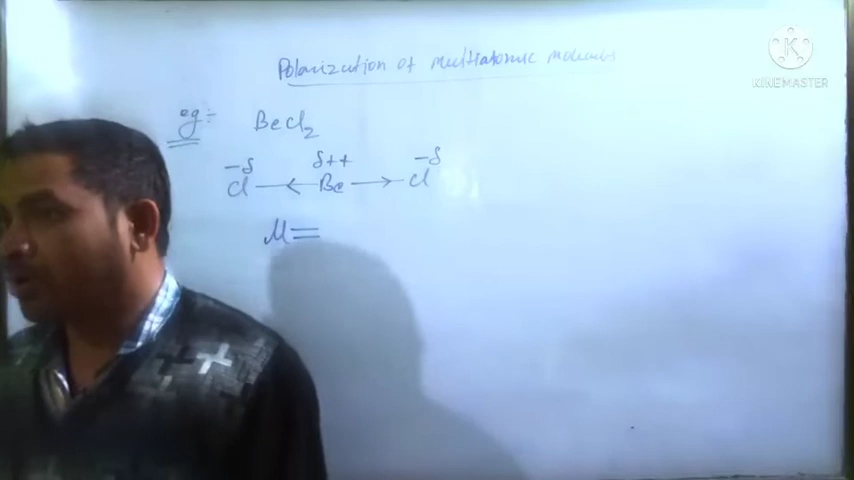 Polarization of multiatomic molecules
KINEMASTER
eg:- BeCl2
-δ δ++ -δ
Cl ←— Be —→ Cl
μ =